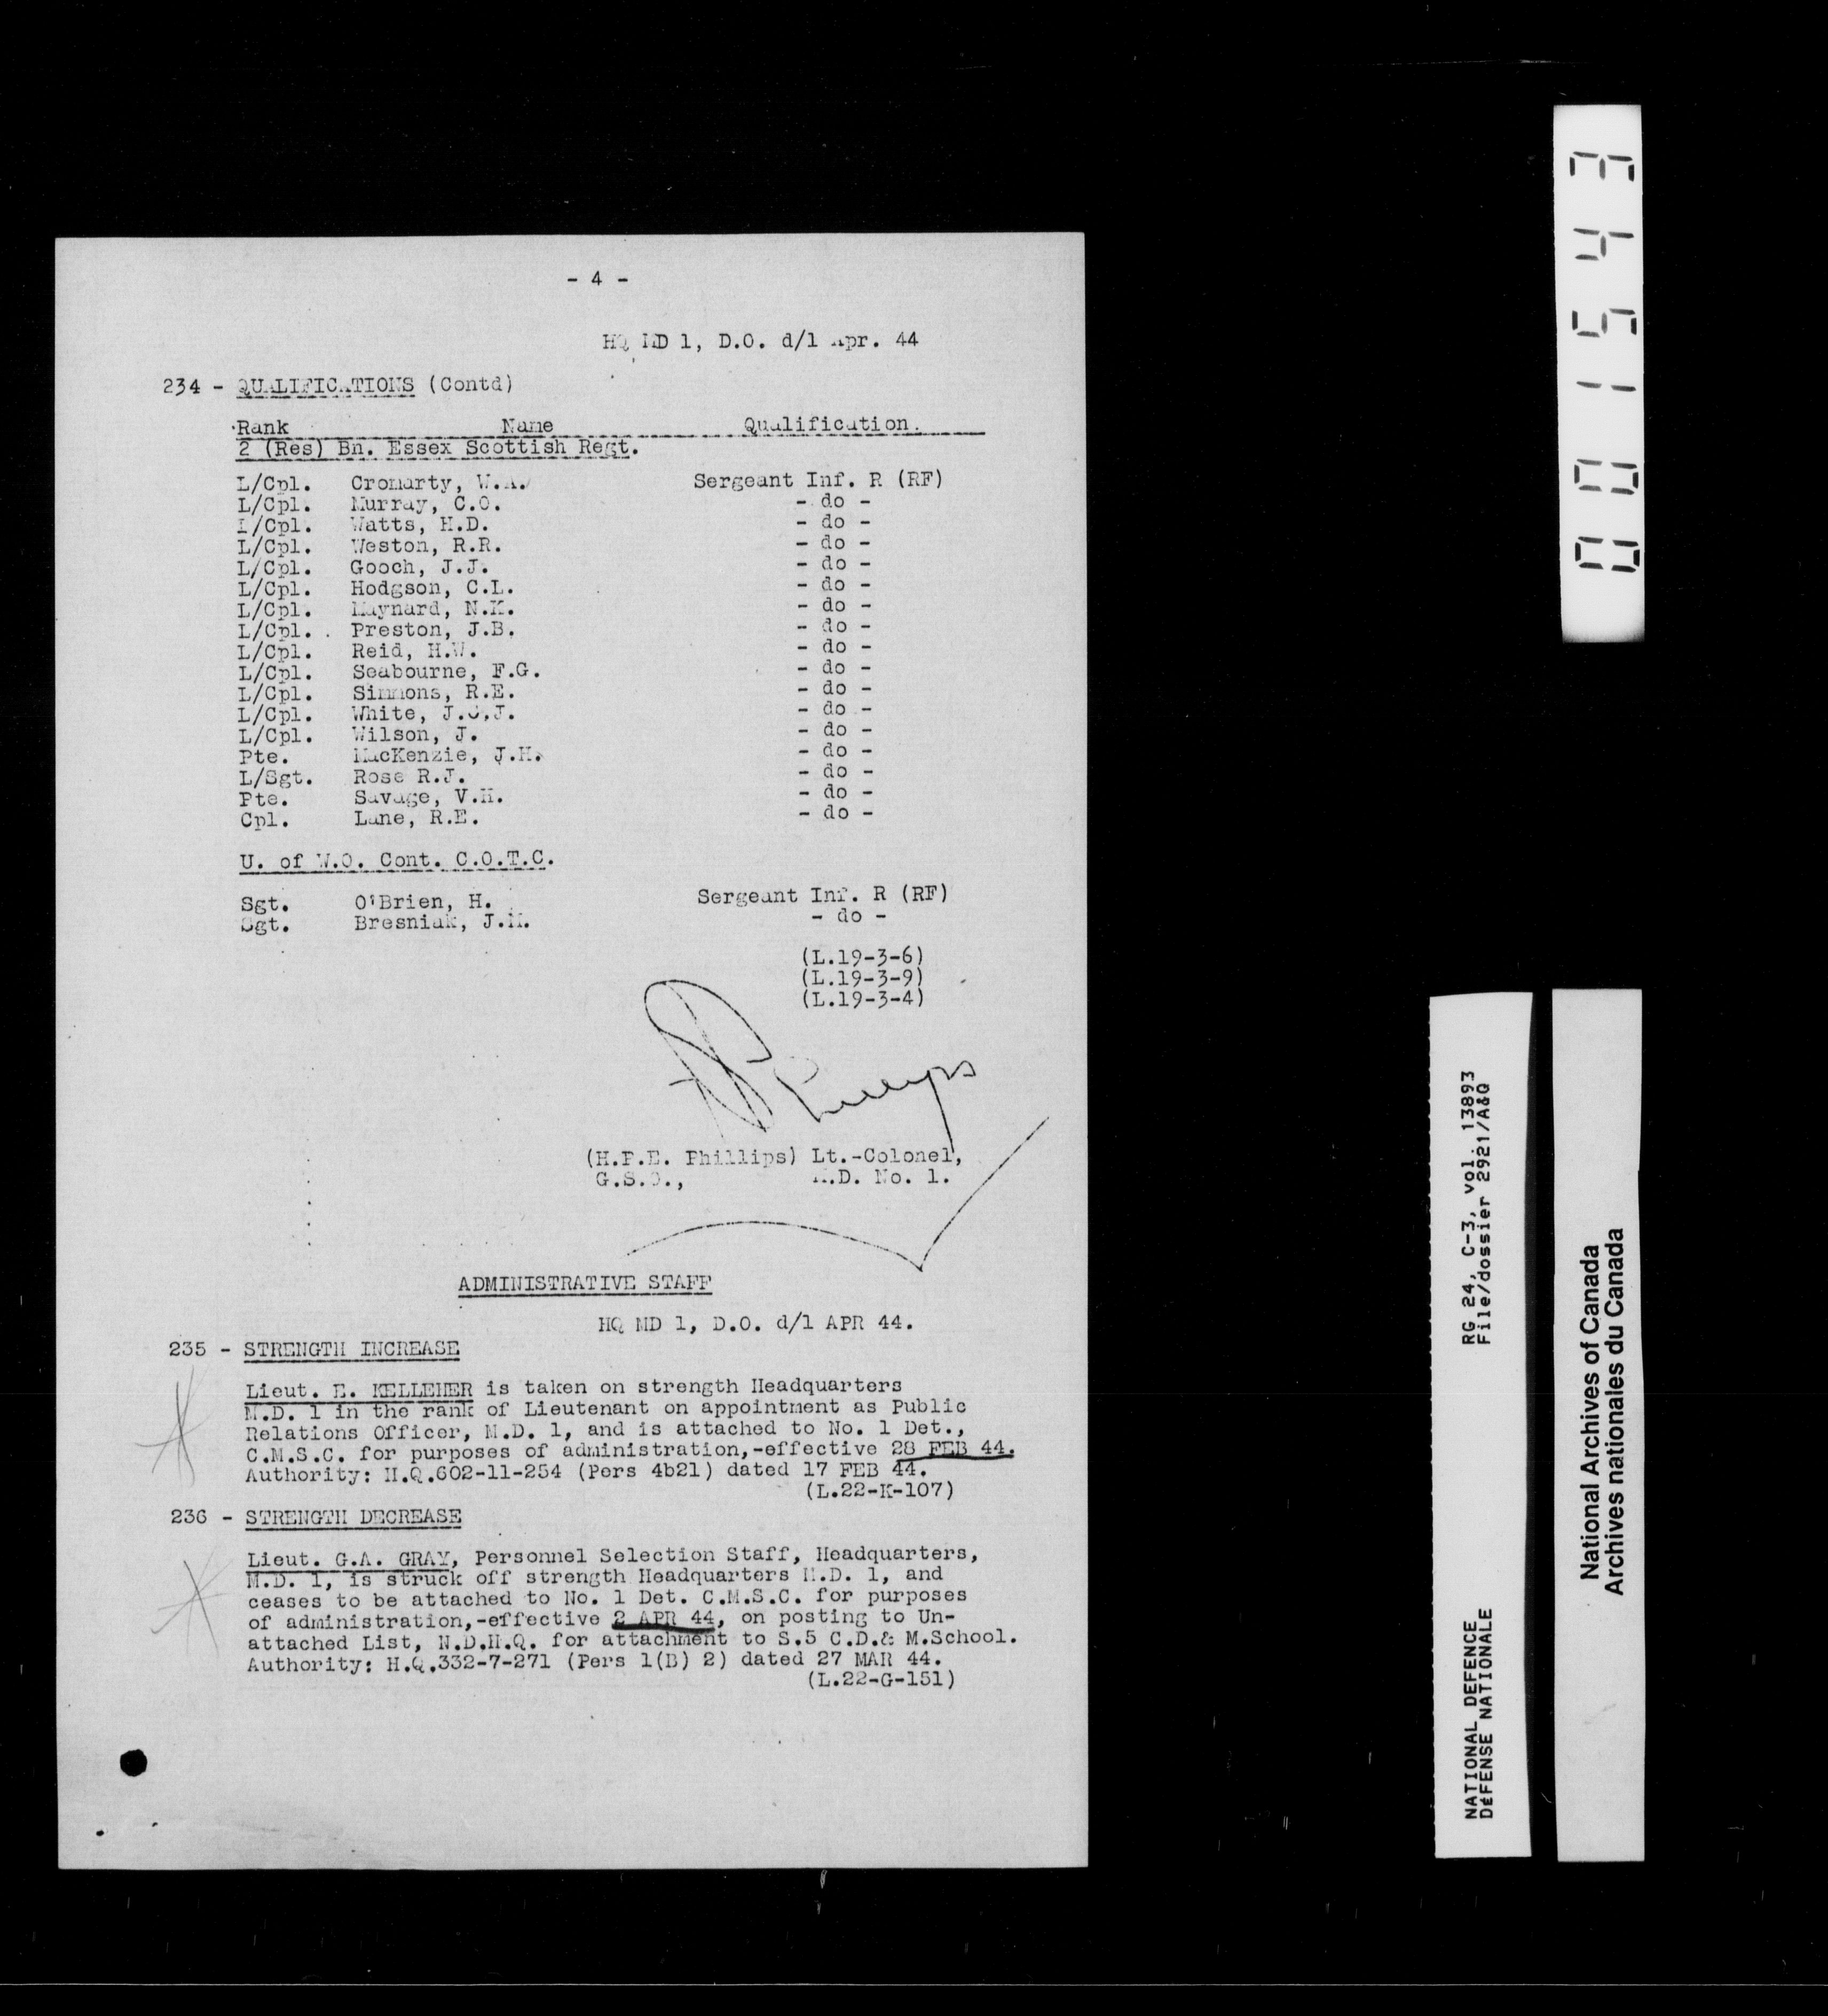 - 4 -
HQ MD 1, D.O. d/1 Apr. 44
234 - QUALIFICATIONS (Contd)
Rank Name Qualification.
2 (Res) Bn. Essex Scottish Regt.
L/Cpl. Cromarty, W.A. Sergeant Inf. R (RF)
L/Cpl. Murray, C.O. - do -
L/Cpl. Watts, H.D. - do -
L/Cpl. Weston, R.R. - do -
L/Cpl. Gooch, J.J. - do -
L/Cpl. Hodgson, C.L. - do -
L/Cpl. Maynard, N.K. - do -
L/Cpl. Preston, J.B. - do -
L/Cpl. Reid, H.W. - do -
L/Cpl. Seabourne, F.G. - do -
L/Cpl. Simmons, R.E. - do -
L/Cpl. White, - do -
L/Cpl. Wilson, J. - do -
Pte. MacKenzie, J.H. - do -
L/Sgt. Rose R.J. - do -
Pte. Savage, - do -
Cpl. Lane, R.E. - do -
U. of W.O. Cont. C.O.T.C.
Sgt. O'Brien, H. Sergeant Inf. R (RF)
Sgt. Bresniak, - do -
(L.19-3-6)
(L.19-3-9)
(L.19-3-4)
Phillips
(H.P.E. Phillips) Lt.-Colonel,
G.S.O., M.D. No. 1.
ADMINISTRATIVE STAFF
HQ MD 1, D.O. d/1 APR 44.
235 - STRENGTH INCREASE
Lieut. E. KELLEHER is taken on strength Headquarters
M.D. 1 in the rank of Lieutenant on appointment as Public
Relations Officer, M.D. 1, and is attached to No. 1 Det.,
C.M.S.C. for purposes of administration,-effective 28 FEB 44.
Authority: H.Q.602-11-254 (Pers 4b21) dated 17 FEB 44.
(L.22-K-107)
236 - STRENGTH DECREASE
Lieut. G.A. GRAY, Personnel Selection Staff, Headquarters,
M.D. 1, is struck off strength Headquarters M.D. 1, and
ceases to be attached to No. 1 Det. C.M.S.C. for purposes
of administration,-effective 2 APR 44, on posting to Un-
attached List, N.D.H.Q. for attachment to S.5 C.D.& M.School.
Authority: H.Q.332-7-271 (Pers 1(B) 2) dated 27 MAR 44.
(L.22-G-151)
001543
RG 24, C-3, vol. 13893
File/dossier 2921/A&Q
NATIONAL DEFENCE
DÉFENSE NATIONALE
National Archives of Canada
Archives nationales du Canada